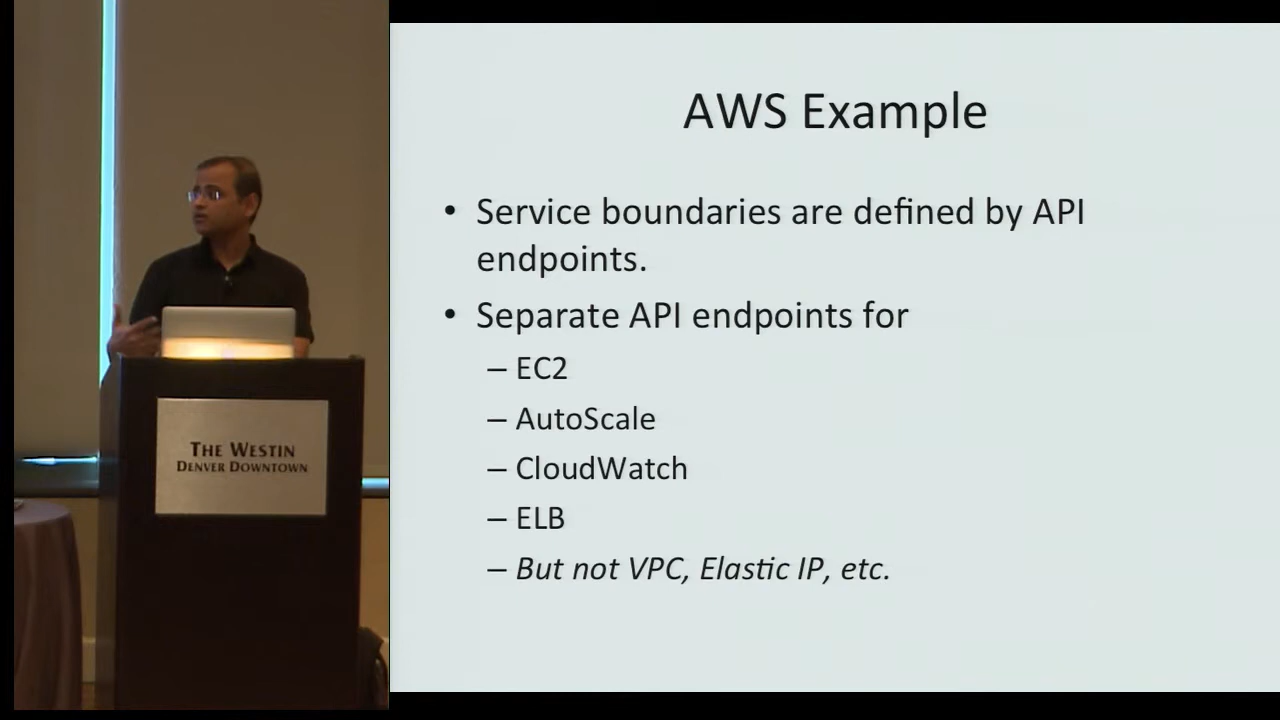 AWS Example
• Service boundaries are defined by API
endpoints.
• Separate API endpoints for
– EC2
– AutoScale
– CloudWatch
– ELB
– But not VPC, Elastic IP, etc.
THE WESTIN
DENVER DOWNTOWN